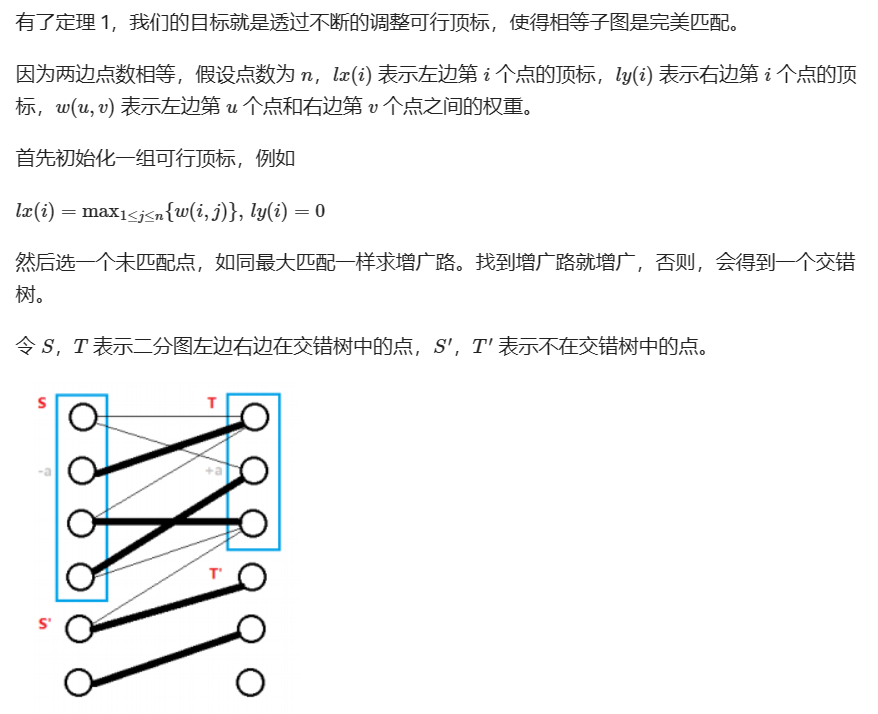 有了定理 1，我们的目标就是透过不断的调整可行顶标，使得相等子图是完美匹配。
因为两边点数相等，假设点数为 n，lx(i) 表示左边第 i 个点的顶标，ly(i) 表示右边第 i 个点的顶
标，w(u, v) 表示左边第 u 个点和右边第 v 个点之间的权重。
首先初始化一组可行顶标，例如
lx(i) = max₁≤j≤n{w(i, j)}, ly(i) = 0
然后选一个未匹配点，如同最大匹配一样求增广路。找到增广路就增广，否则，会得到一个交错
树。
令 S，T 表示二分图左边右边在交错树中的点，S′，T′ 表示不在交错树中的点。
S T
-a +a
T'
S'